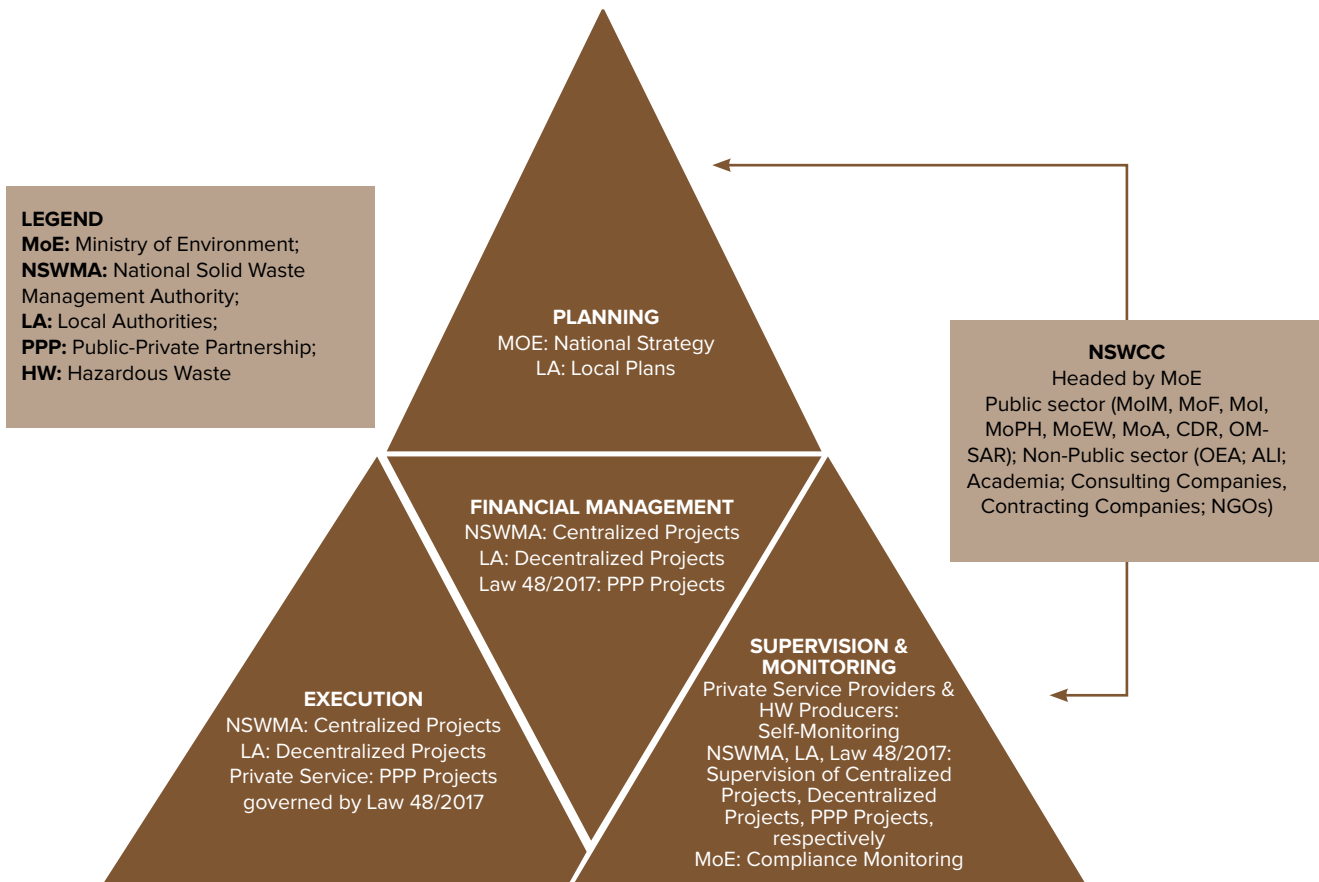 LEGEND
MoE: Ministry of Environment;
NSWMA: National Solid Waste
Management Authority;
LA: Local Authorities;
PPP: Public-Private Partnership;
HW: Hazardous Waste
PLANNING
MOE: National Strategy
LA: Local Plans
NSWCC
Headed by MoE
Public sector (MoIM, MoF, MoI,
MoPH, MoEW, MoA, CDR, OM-
SAR); Non-Public sector (OEA; ALI;
Academia; Consulting Companies,
Contracting Companies; NGOs)
FINANCIAL MANAGEMENT
NSWMA: Centralized Projects
LA: Decentralized Projects
Law 48/2017: PPP Projects
EXECUTION
NSWMA: Centralized Projects
LA: Decentralized Projects
Private Service: PPP Projects
governed by Law 48/2017
SUPERVISION &
MONITORING
Private Service Providers &
HW Producers:
Self-Monitoring
NSWMA, LA, Law 48/2017:
Supervision of Centralized
Projects, Decentralized
Projects, PPP Projects,
respectively
MoE: Compliance Monitoring